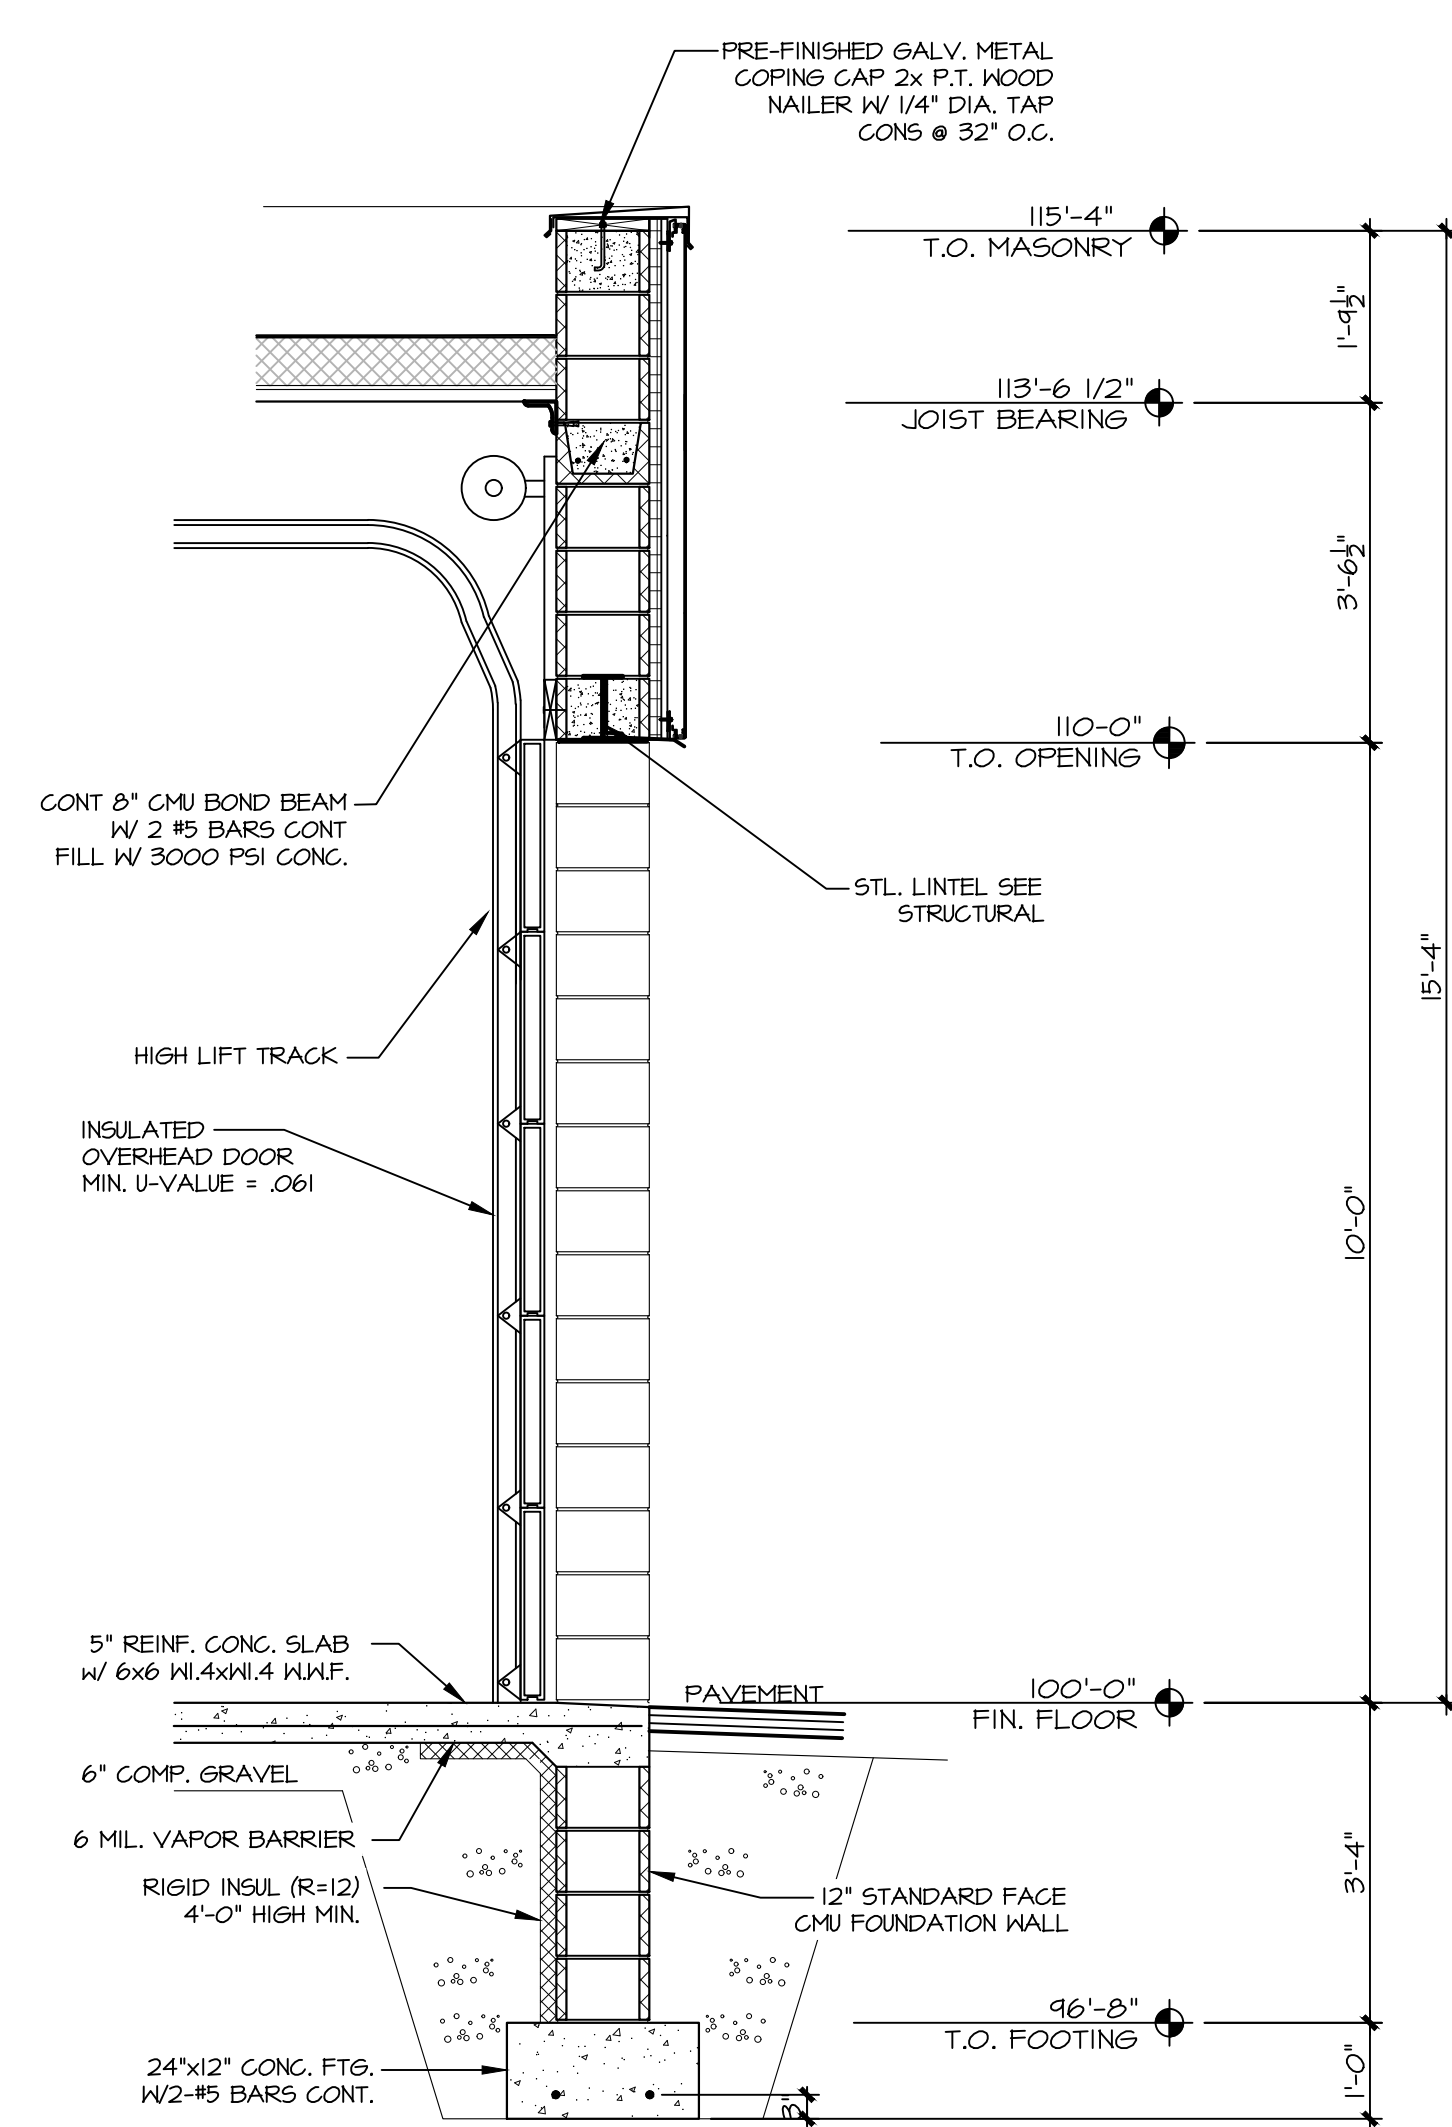 PRE-FINISHED GALV. METAL
COPING CAP 2x P.T. WOOD
NAILER W/ 1/4" DIA. TAP
CONS @ 32" O.C.
115'-4"
T.O. MASONRY
1'-9 1/2"
113'-6 1/2"
JOIST BEARING
3'-6 1/2"
110-0"
T.O. OPENING
CONT 8" CMU BOND BEAM
W/ 2 #5 BARS CONT
FILL W/ 3000 PSI CONC.
STL. LINTEL SEE
STRUCTURAL
15'-4"
HIGH LIFT TRACK
INSULATED
OVERHEAD DOOR
MIN. U-VALUE = .061
10'-0"
5" REINF. CONC. SLAB
w/ 6x6 W1.4xW1.4 W.W.F.
PAVEMENT
100'-0"
FIN. FLOOR
6" COMP. GRAVEL
6 MIL. VAPOR BARRIER
RIGID INSUL (R=12)
4'-0" HIGH MIN.
12" STANDARD FACE
CMU FOUNDATION WALL
3'-4"
96'-8"
T.O. FOOTING
24"x12" CONC. FTG.
W/2-#5 BARS CONT.
3"
1'-0"